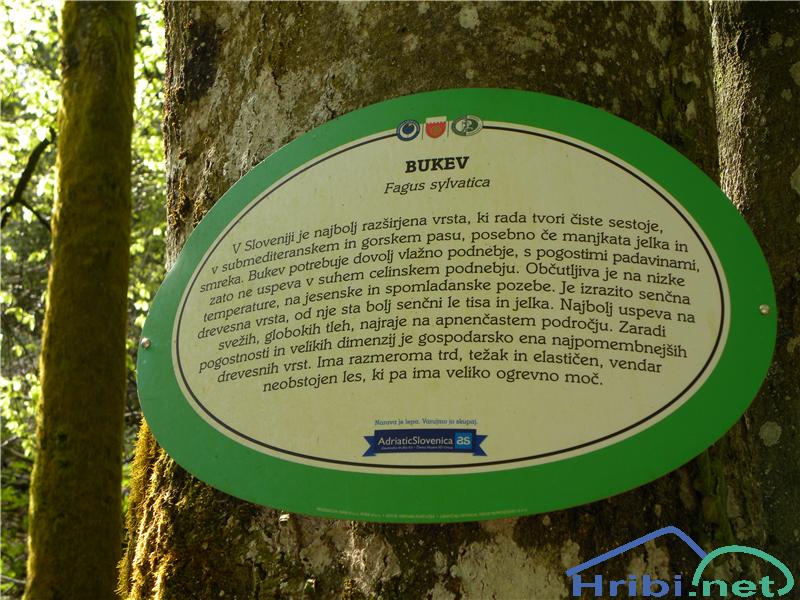 BUKEV
Fagus sylvatica
V Sloveniji je najbolj razširjena vrsta, ki rada tvori čiste sestoje,
v submediteranskem in gorskem pasu, posebno če manjkata jelka in
smreka. Bukev potrebuje dovolj vlažno podnebje, s pogostimi padavinami,
zato ne uspeva v suhem celinskem podnebju. Občutljiva je na nizke
temperature, na jesenske in spomladanske pozebe. Je izrazito senčna
drevesna vrsta, od nje sta bolj senčni le tisa in jelka. Najbolj uspeva na
svežih, globokih tleh, najraje na apnenčastem področju. Zaradi
pogostnosti in velikih dimenzij je gospodarsko ena najpomembnejših
drevesnih vrst. Ima razmeroma trd, težak in elastičen, vendar
neobstojen les, ki pa ima veliko ogrevno moč.
Narava je lepa. Varujmo jo skupaj.
AdriaticSlovenica as
Hribi.net